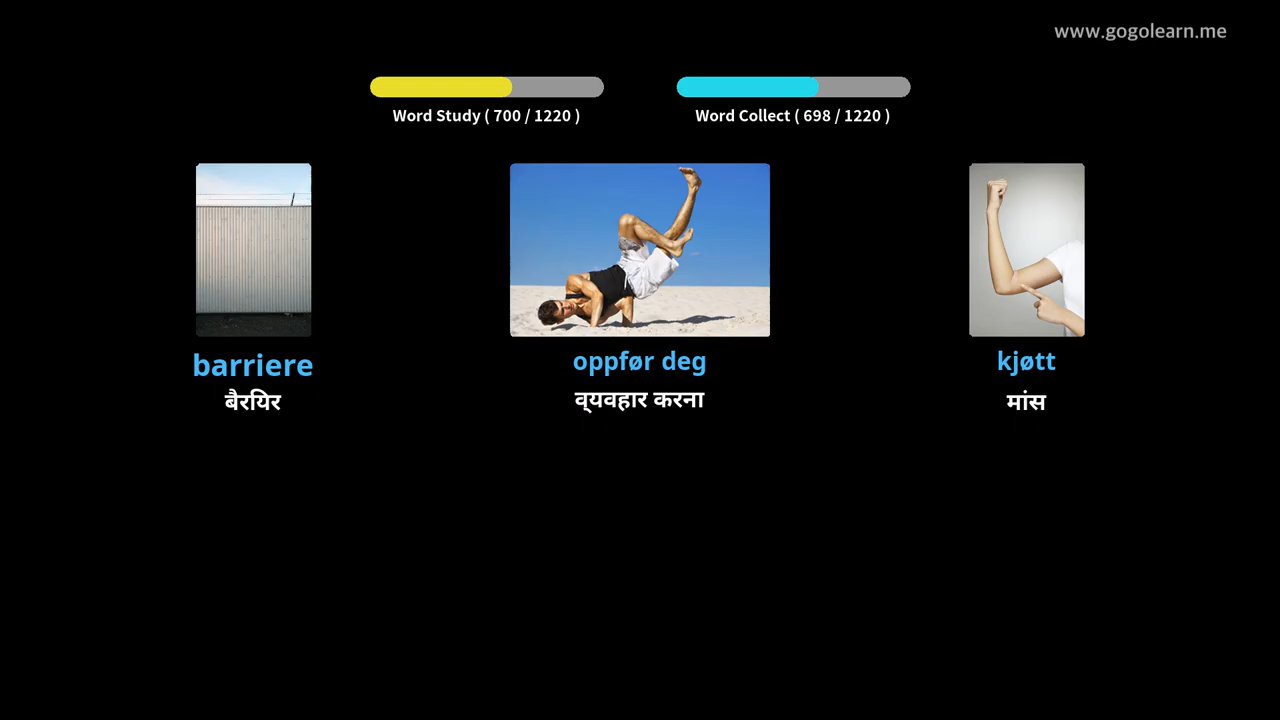 www.gogolearn.me
Word Study ( 700 / 1220 )
Word Collect ( 698 / 1220 )
barriere
बैरियर
oppfør deg
व्यवहार करना
kjøtt
मांस